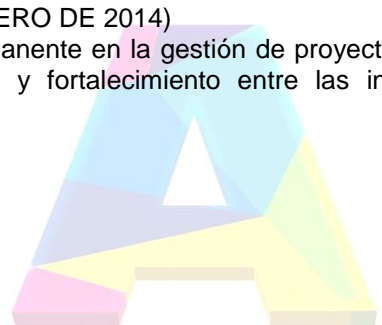 ERO DE 2014)
anente en la gestión de proyect
y fortalecimiento entre las in